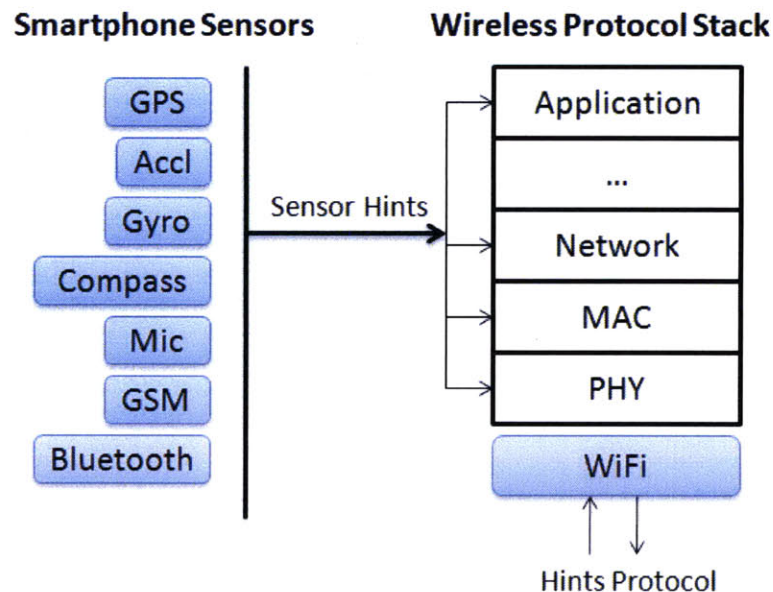 Smartphone Sensors
Wireless Protocol Stack
GPS
Accl
Gyro
Compass
Mic
GSM
Bluetooth
Sensor Hints
Application
...
Network
MAC
PHY
WiFi
Hints Protocol